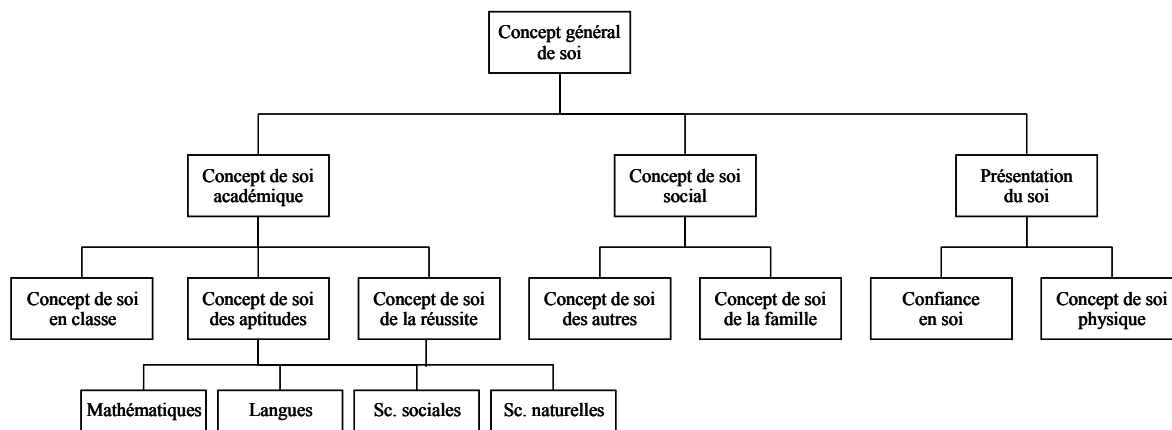 Concept général
de soi
Concept de soi
académique
Concept de soi
social
Présentation
du soi
Concept de soi
en classe
Concept de soi
des aptitudes
Concept de soi
de la réussite
Concept de soi
des autres
Concept de soi
de la famille
Confiance
en soi
Concept de soi
physique
Mathématiques
Langues
Sc. sociales
Sc. naturelles